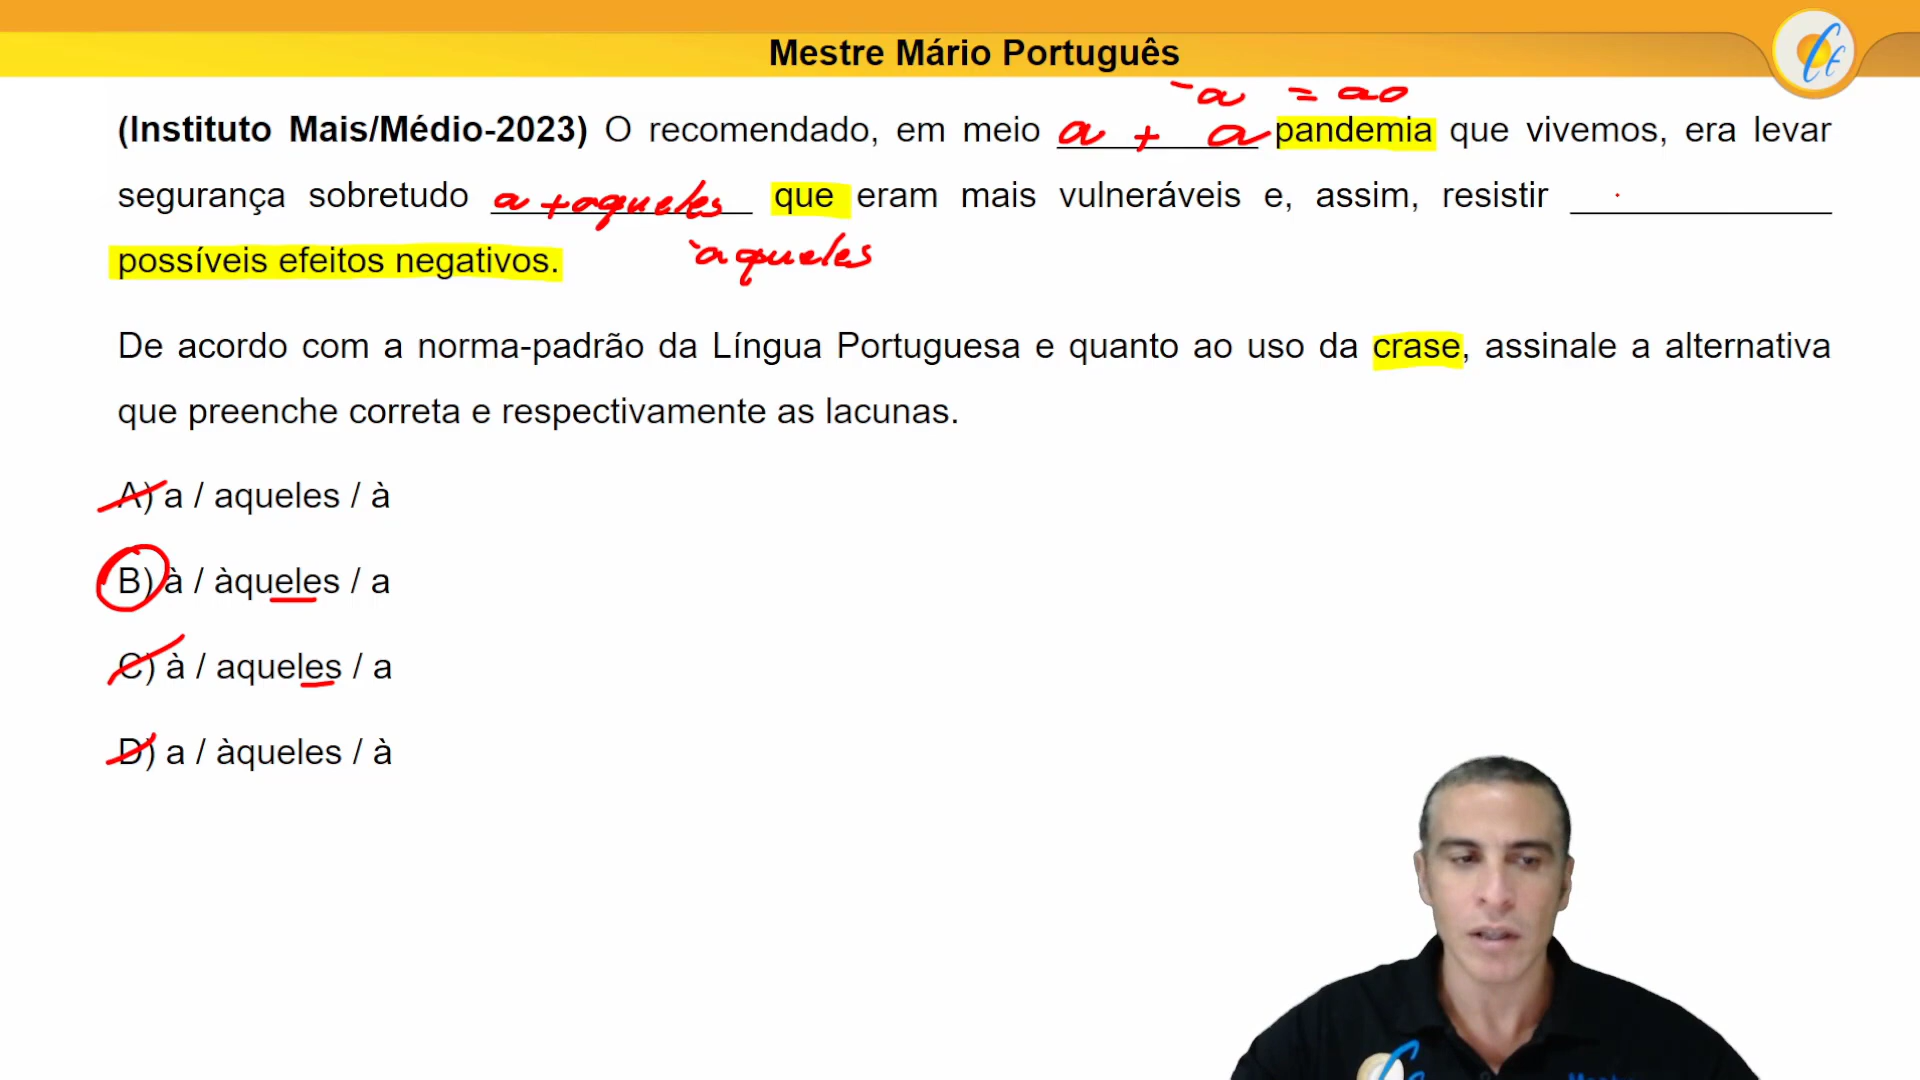 Mestre Mário Português
à = ao
(Instituto Mais/Médio-2023) O recomendado, em meio a + a pandemia que vivemos, era levar
segurança sobretudo a + aqueles que eram mais vulneráveis e, assim, resistir ______
possíveis efeitos negativos. àqueles
De acordo com a norma-padrão da Língua Portuguesa e quanto ao uso da crase, assinale a alternativa
que preenche correta e respectivamente as lacunas.
A) a / aqueles / à
B) à / àqueles / a
C) à / aqueles / a
D) a / àqueles / à